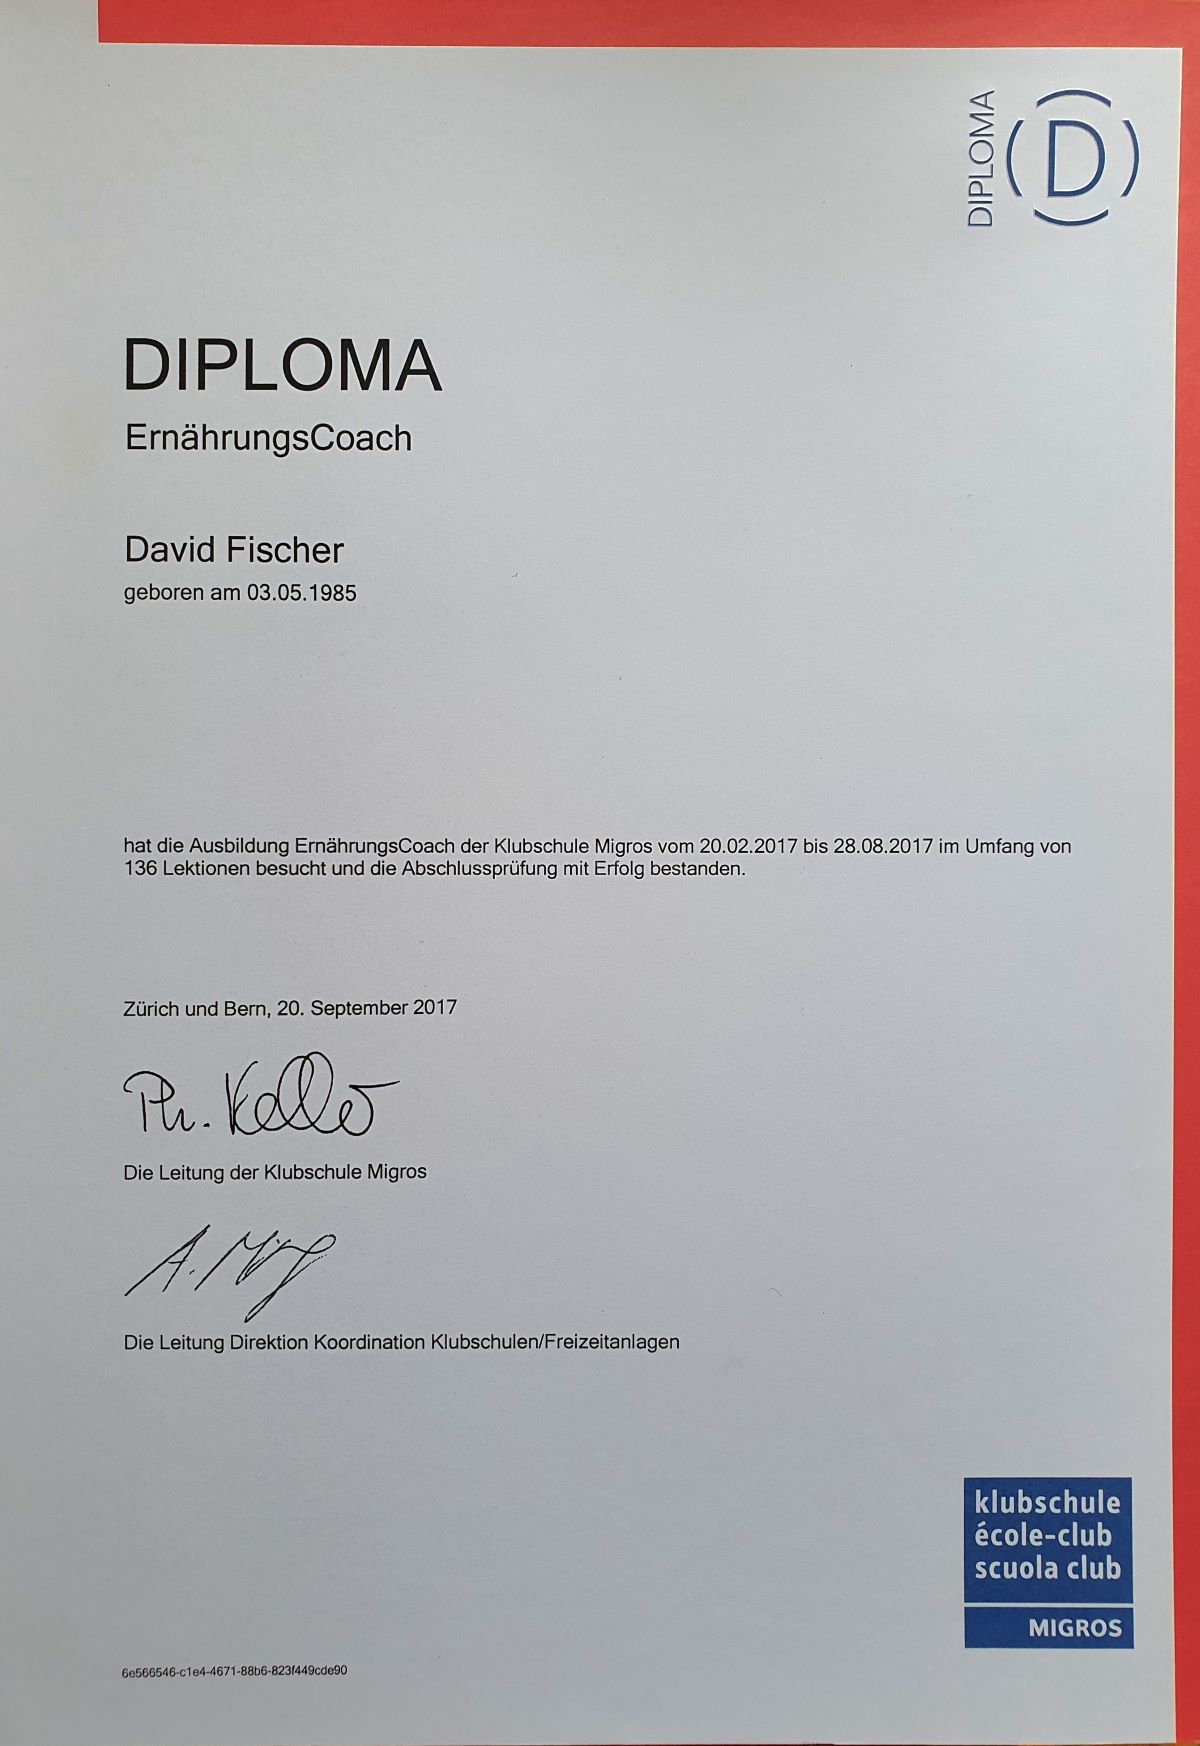 DIPLOMA
D
DIPLOMA
ErnährungsCoach
David Fischer
geboren am 03.05.1985
hat die Ausbildung ErnährungsCoach der Klubschule Migros vom 20.02.2017 bis 28.08.2017 im Umfang von
136 Lektionen besucht und die Abschlussprüfung mit Erfolg bestanden.
Zürich und Bern, 20. September 2017
Ph. Keller
Die Leitung der Klubschule Migros
A.
Die Leitung Direktion Koordination Klubschulen/Freizeitanlagen
klubschule
école-club
scuola club
MIGROS
6e566546-c1e4-4671-88b6-823f449cde90